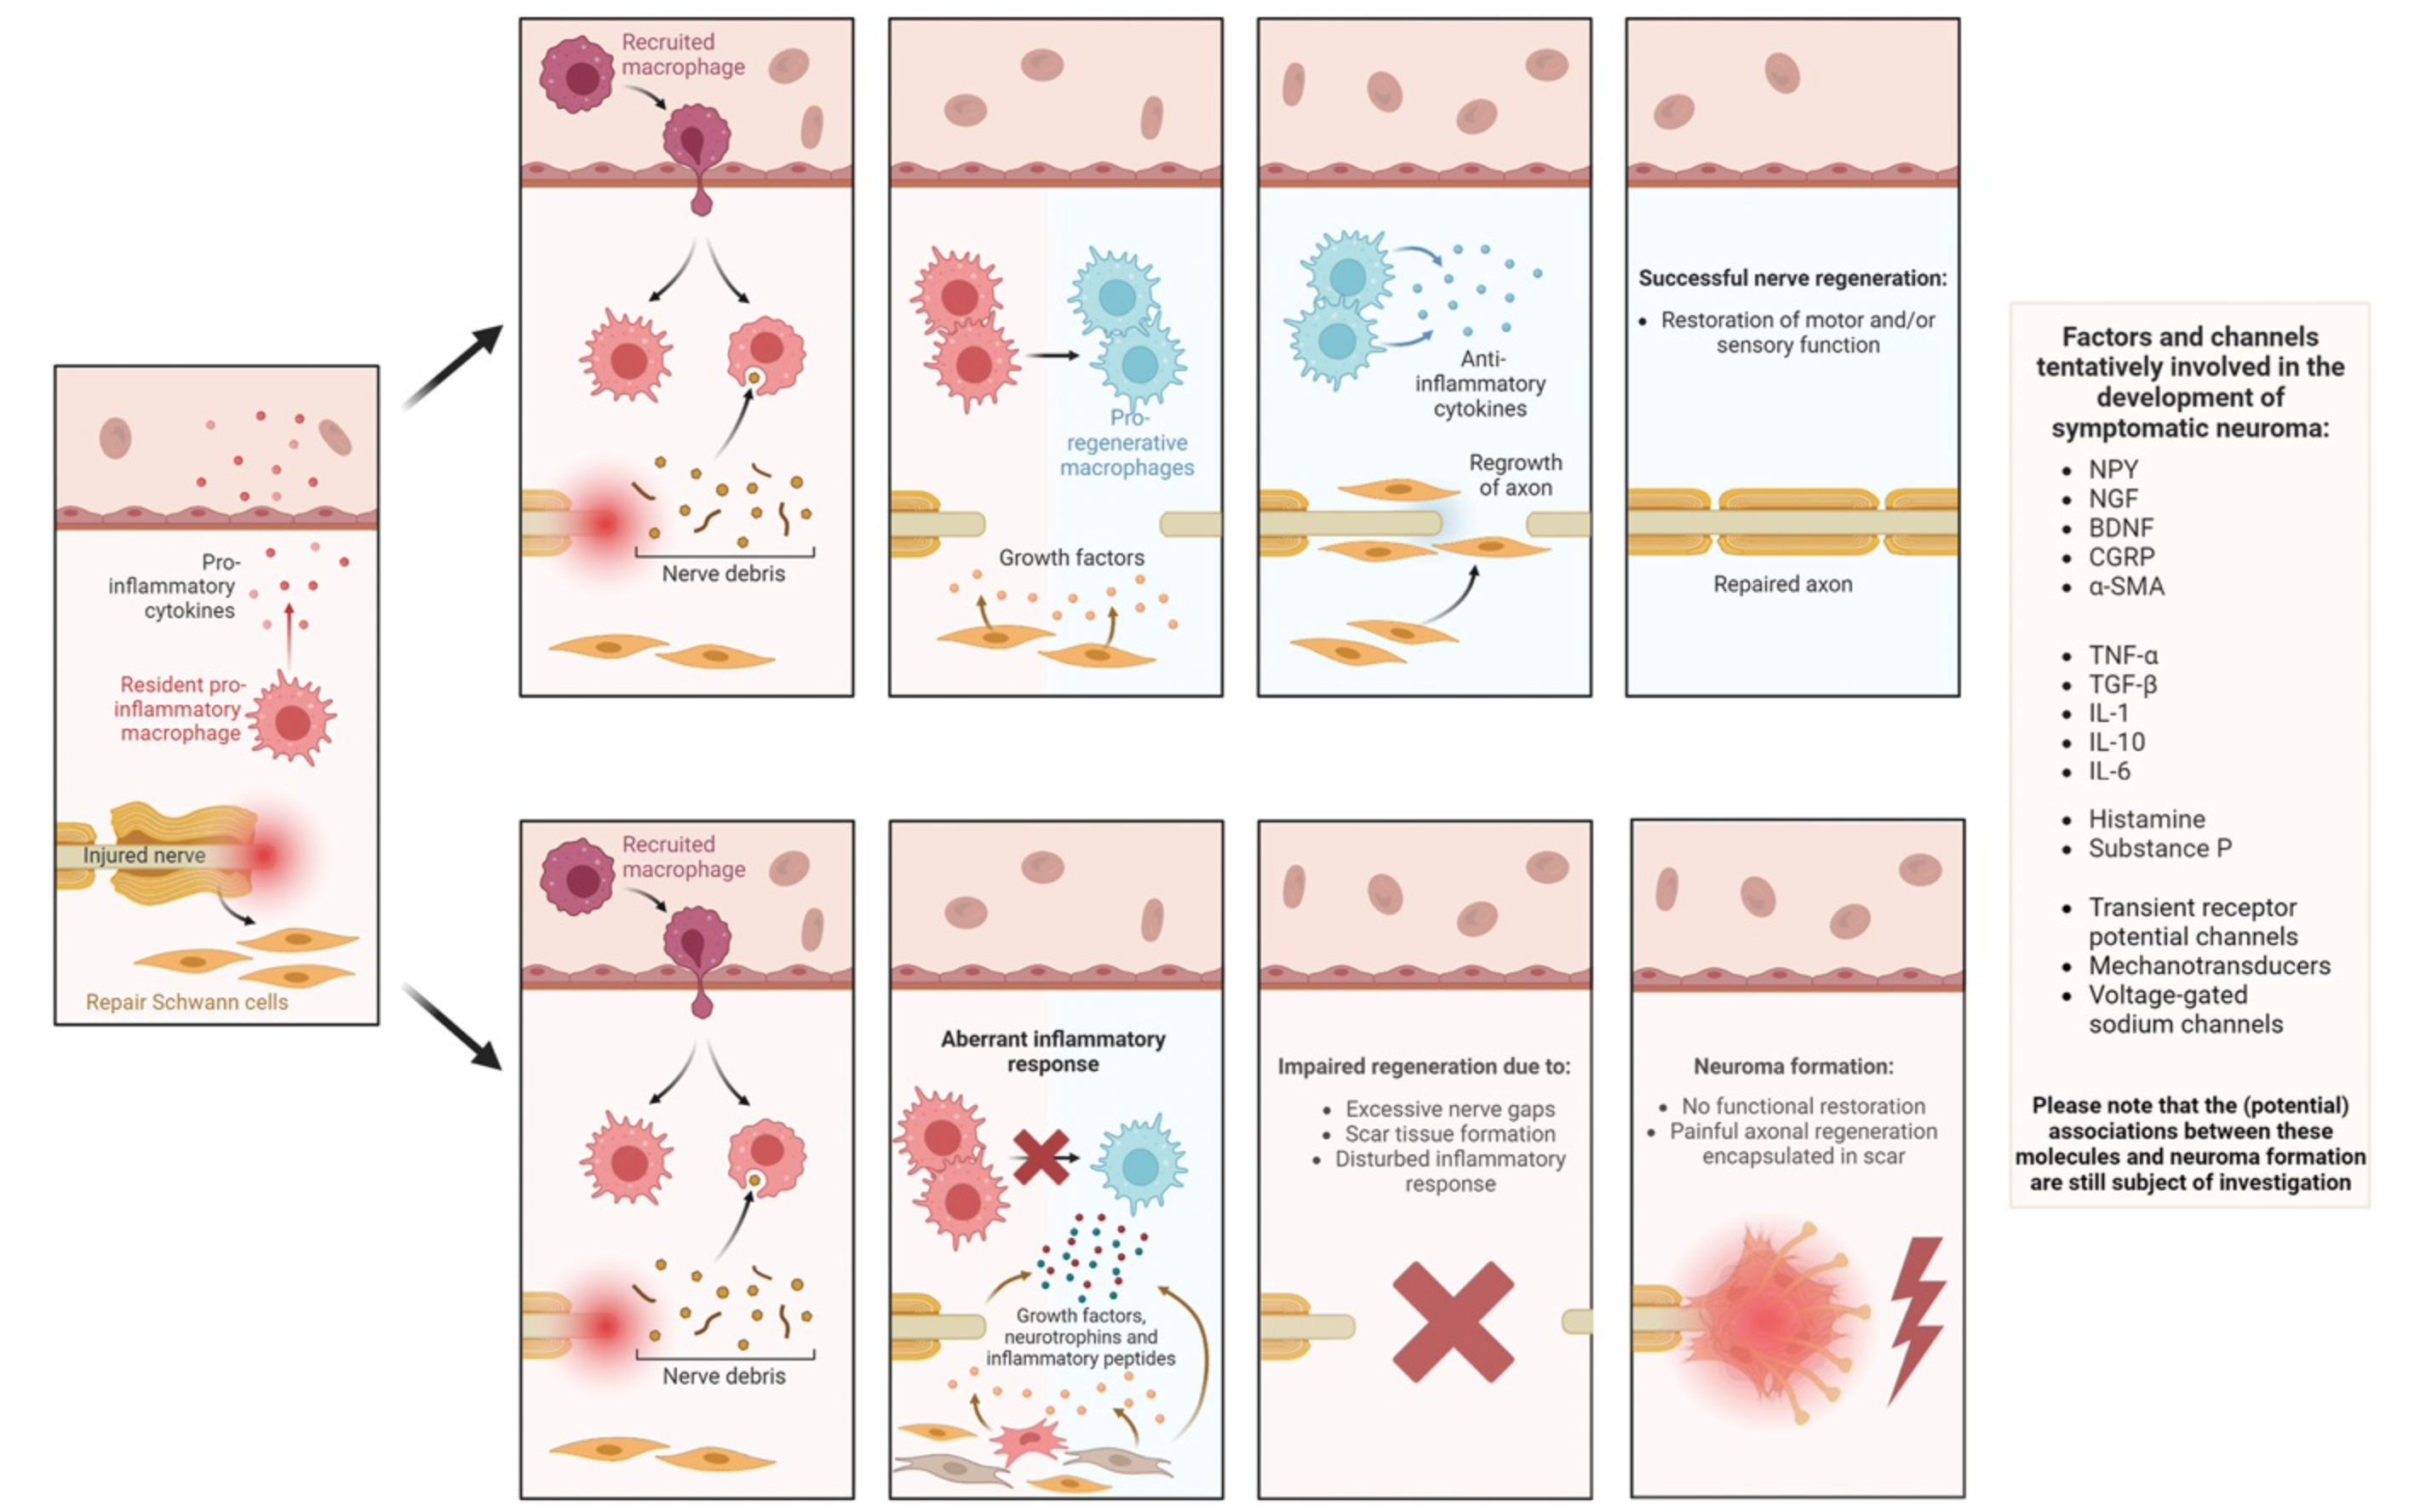 Pro-
inflammatory
cytokines
Resident pro-
inflammatory
macrophage
Injured nerve
Repair Schwann cells
Recruited
macrophage
Nerve debris
Pro-
regenerative
macrophages
Growth factors
Anti-
inflammatory
cytokines
Regrowth
of axon
Successful nerve regeneration:
• Restoration of motor and/or
sensory function
Repaired axon
Recruited
macrophage
Nerve debris
Aberrant inflammatory
response
Growth factors,
neurotrophins and
inflammatory peptides
Impaired regeneration due to:
• Excessive nerve gaps
• Scar tissue formation
• Disturbed inflammatory
response
Neuroma formation:
• No functional restoration
• Painful axonal regeneration
encapsulated in scar
Factors and channels
tentatively involved in the
development of
symptomatic neuroma:
• NPY
• NGF
• BDNF
• CGRP
• α-SMA
• TNF-α
• TGF-β
• IL-1
• IL-10
• IL-6
• Histamine
• Substance P
• Transient receptor
potential channels
• Mechanotransducers
• Voltage-gated
sodium channels
Please note that the (potential)
associations between these
molecules and neuroma formation
are still subject of investigation